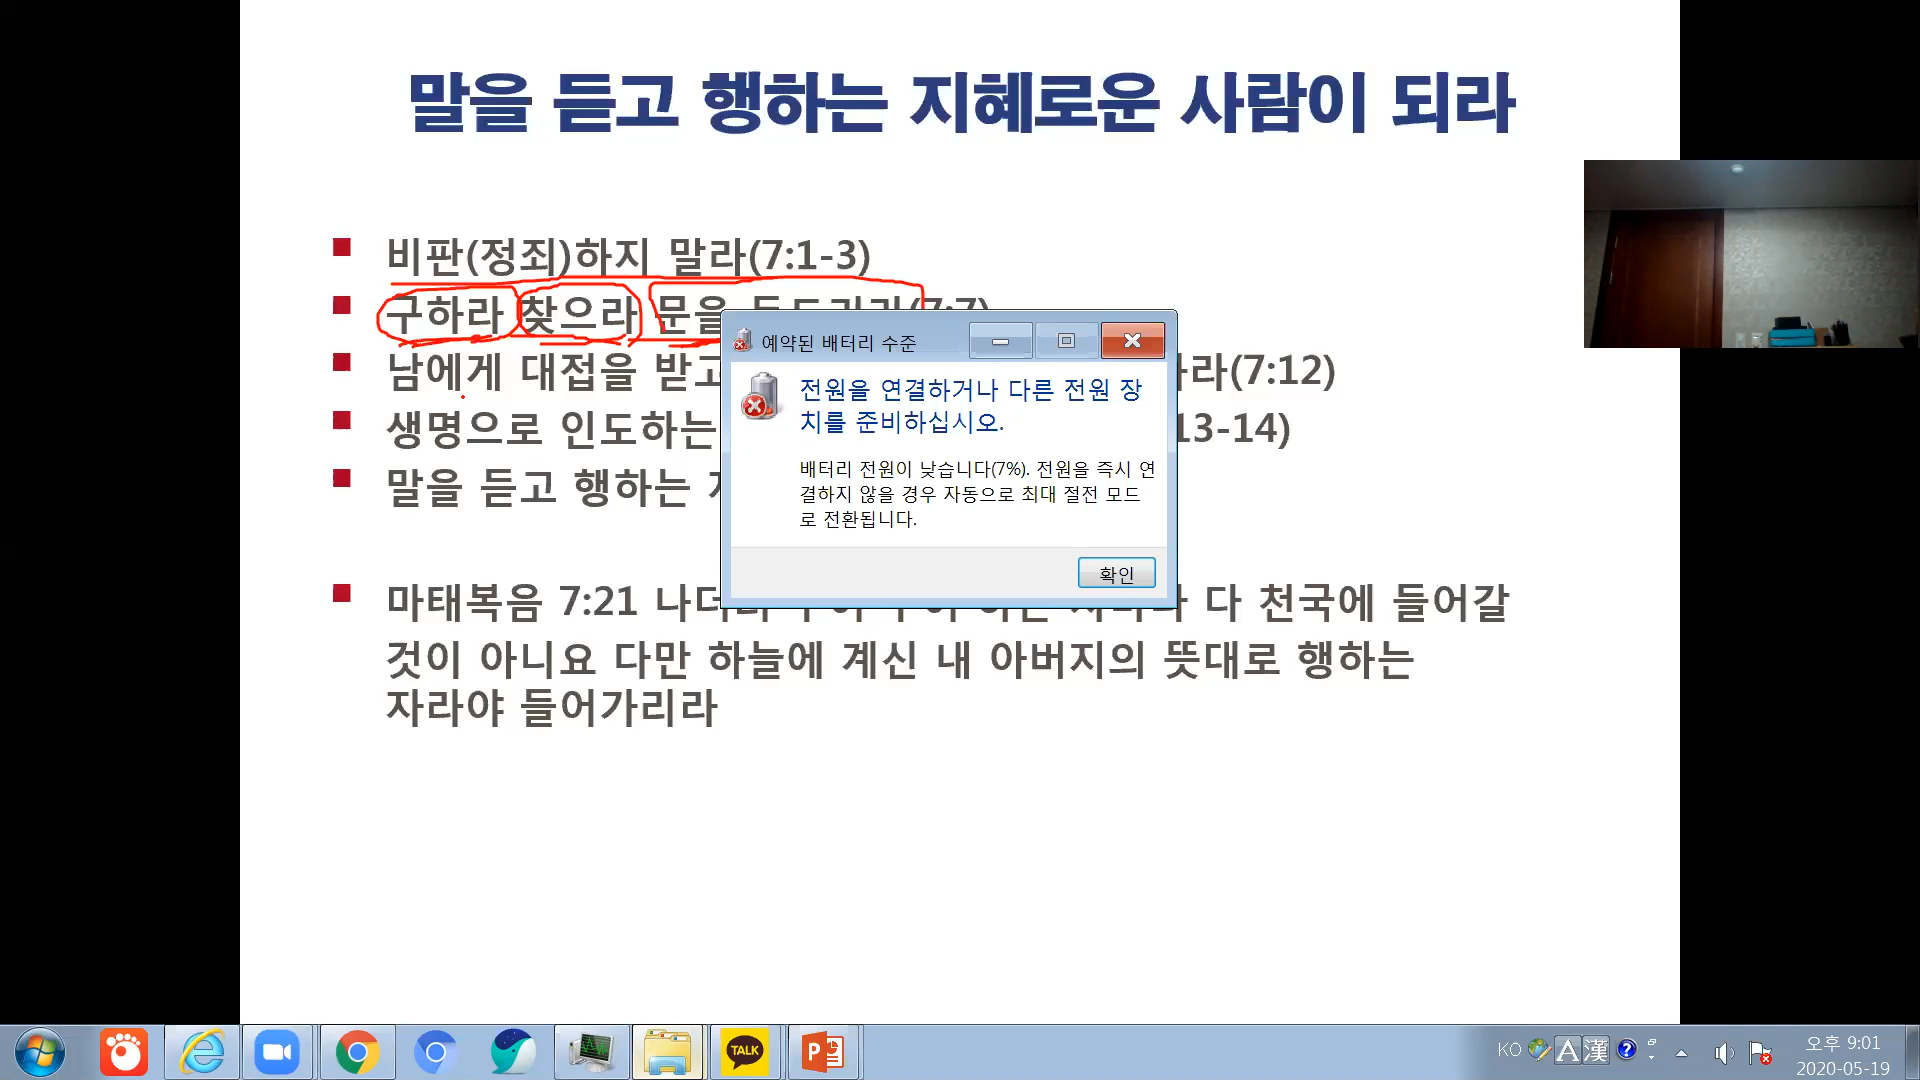 말을 듣고 행하는 지혜로운 사람이 되라
비판(정죄)하지 말라(7:1-3)
구하라 찾으라 문을
남에게 대접을 받고 라(7:12)
생명으로 인도하는 13-14)
말을 듣고 행하는
마태복음 7:21 다 천국에 들어갈
것이 아니요 다만 하늘에 계신 내 아버지의 뜻대로 행하는
자라야 들어가리라
예약된 배터리 수준
전원을 연결하거나 다른 전원 장
치를 준비하십시오.
배터리 전원이 낮습니다(7%). 전원을 즉시 연
결하지 않을 경우 자동으로 최대 절전 모드
로 전환됩니다.
확인
TALK
P
KO A 漢 ?
오후 9:01
2020-05-19